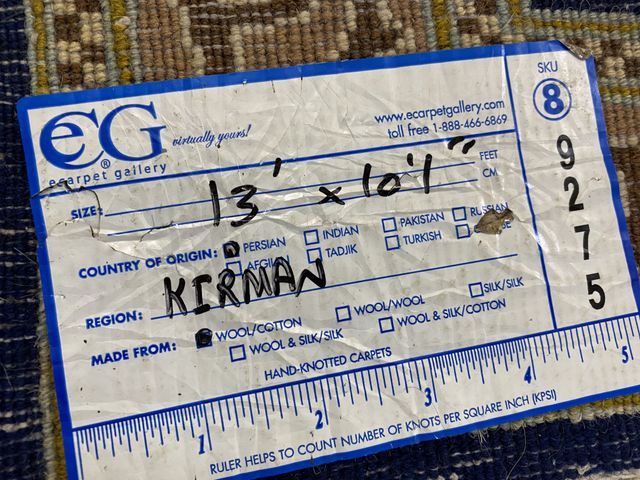 eCG
ecarpet gallery
virtually yours!
www.ecarpetgallery.com
toll free 1-888-466-6869
SKU
8
9
2
7
5
SIZE: 13' x 10'1" FEET
CM
COUNTRY OF ORIGIN: PERSIAN INDIAN PAKISTAN RUSSIAN
AFGHAN TADJIK TURKISH
REGION: KIRMAN
MADE FROM: WOOL/COTTON WOOL/WOOL SILK/SILK
WOOL & SILK/SILK WOOL & SILK/COTTON
HAND-KNOTTED CARPETS
1 2 3 4 5
RULER HELPS TO COUNT NUMBER OF KNOTS PER SQUARE INCH (KPSI)